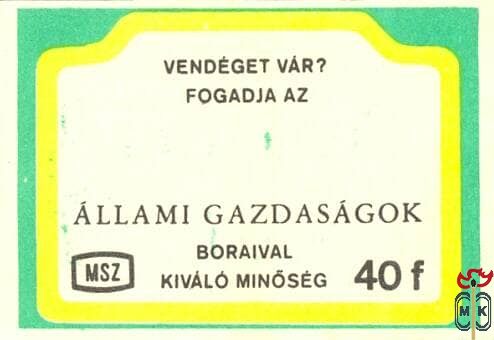 VENDÉGET VÁR?
FOGADJA AZ
ÁLLAMI GAZDASÁGOK
BORAIVAL
MSZ KIVÁLÓ MINŐSÉG 40 f
MK